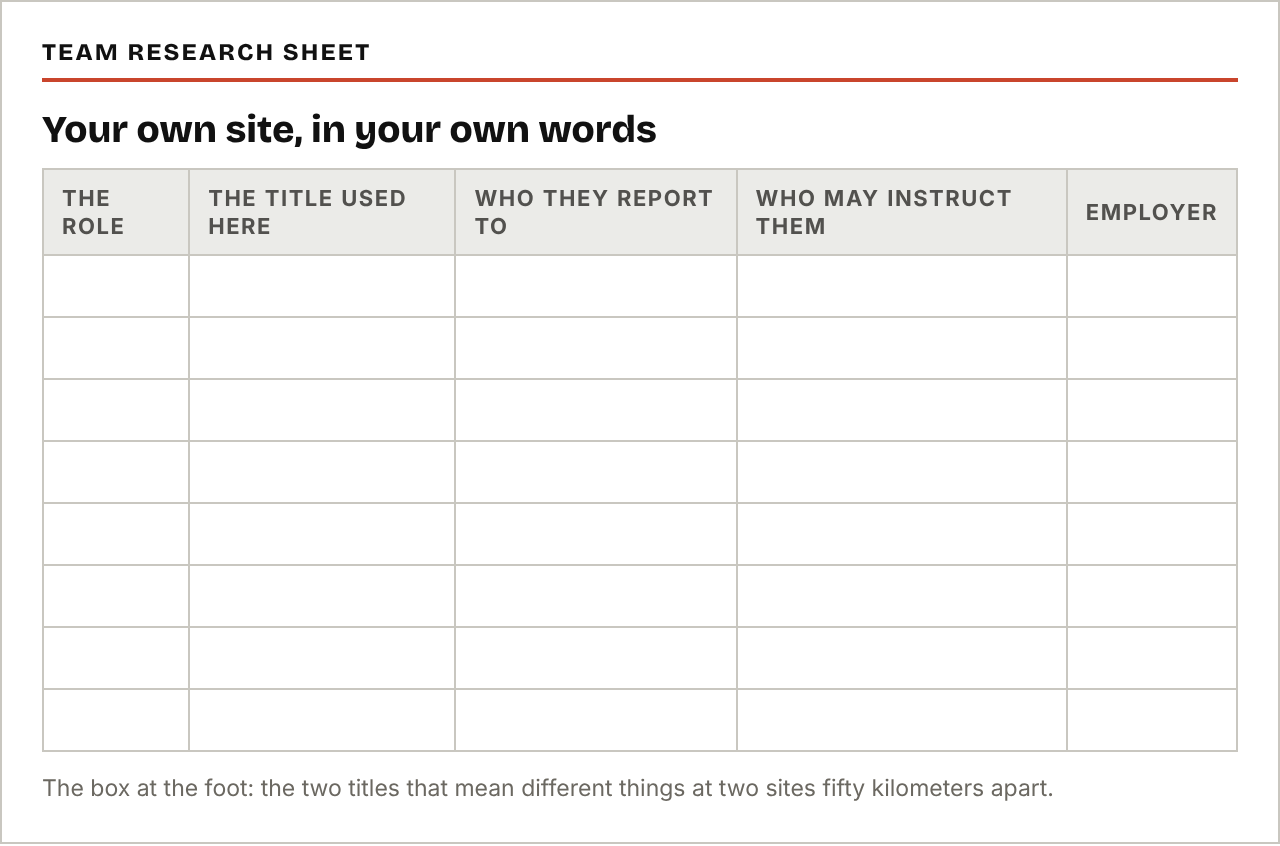 TEAM RESEARCH SHEET
Your own site, in your own words
THE ROLE
THE TITLE USED HERE
WHO THEY REPORT TO
WHO MAY INSTRUCT THEM
EMPLOYER
The box at the foot: the two titles that mean different things at two sites fifty kilometers apart.